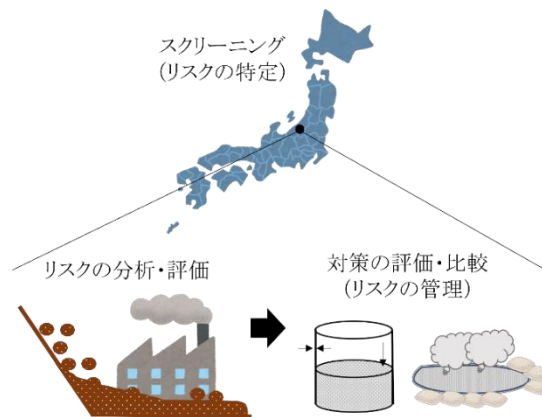 スクリーニング
(リスクの特定)
リスクの分析・評価
対策の評価・比較
(リスクの管理)